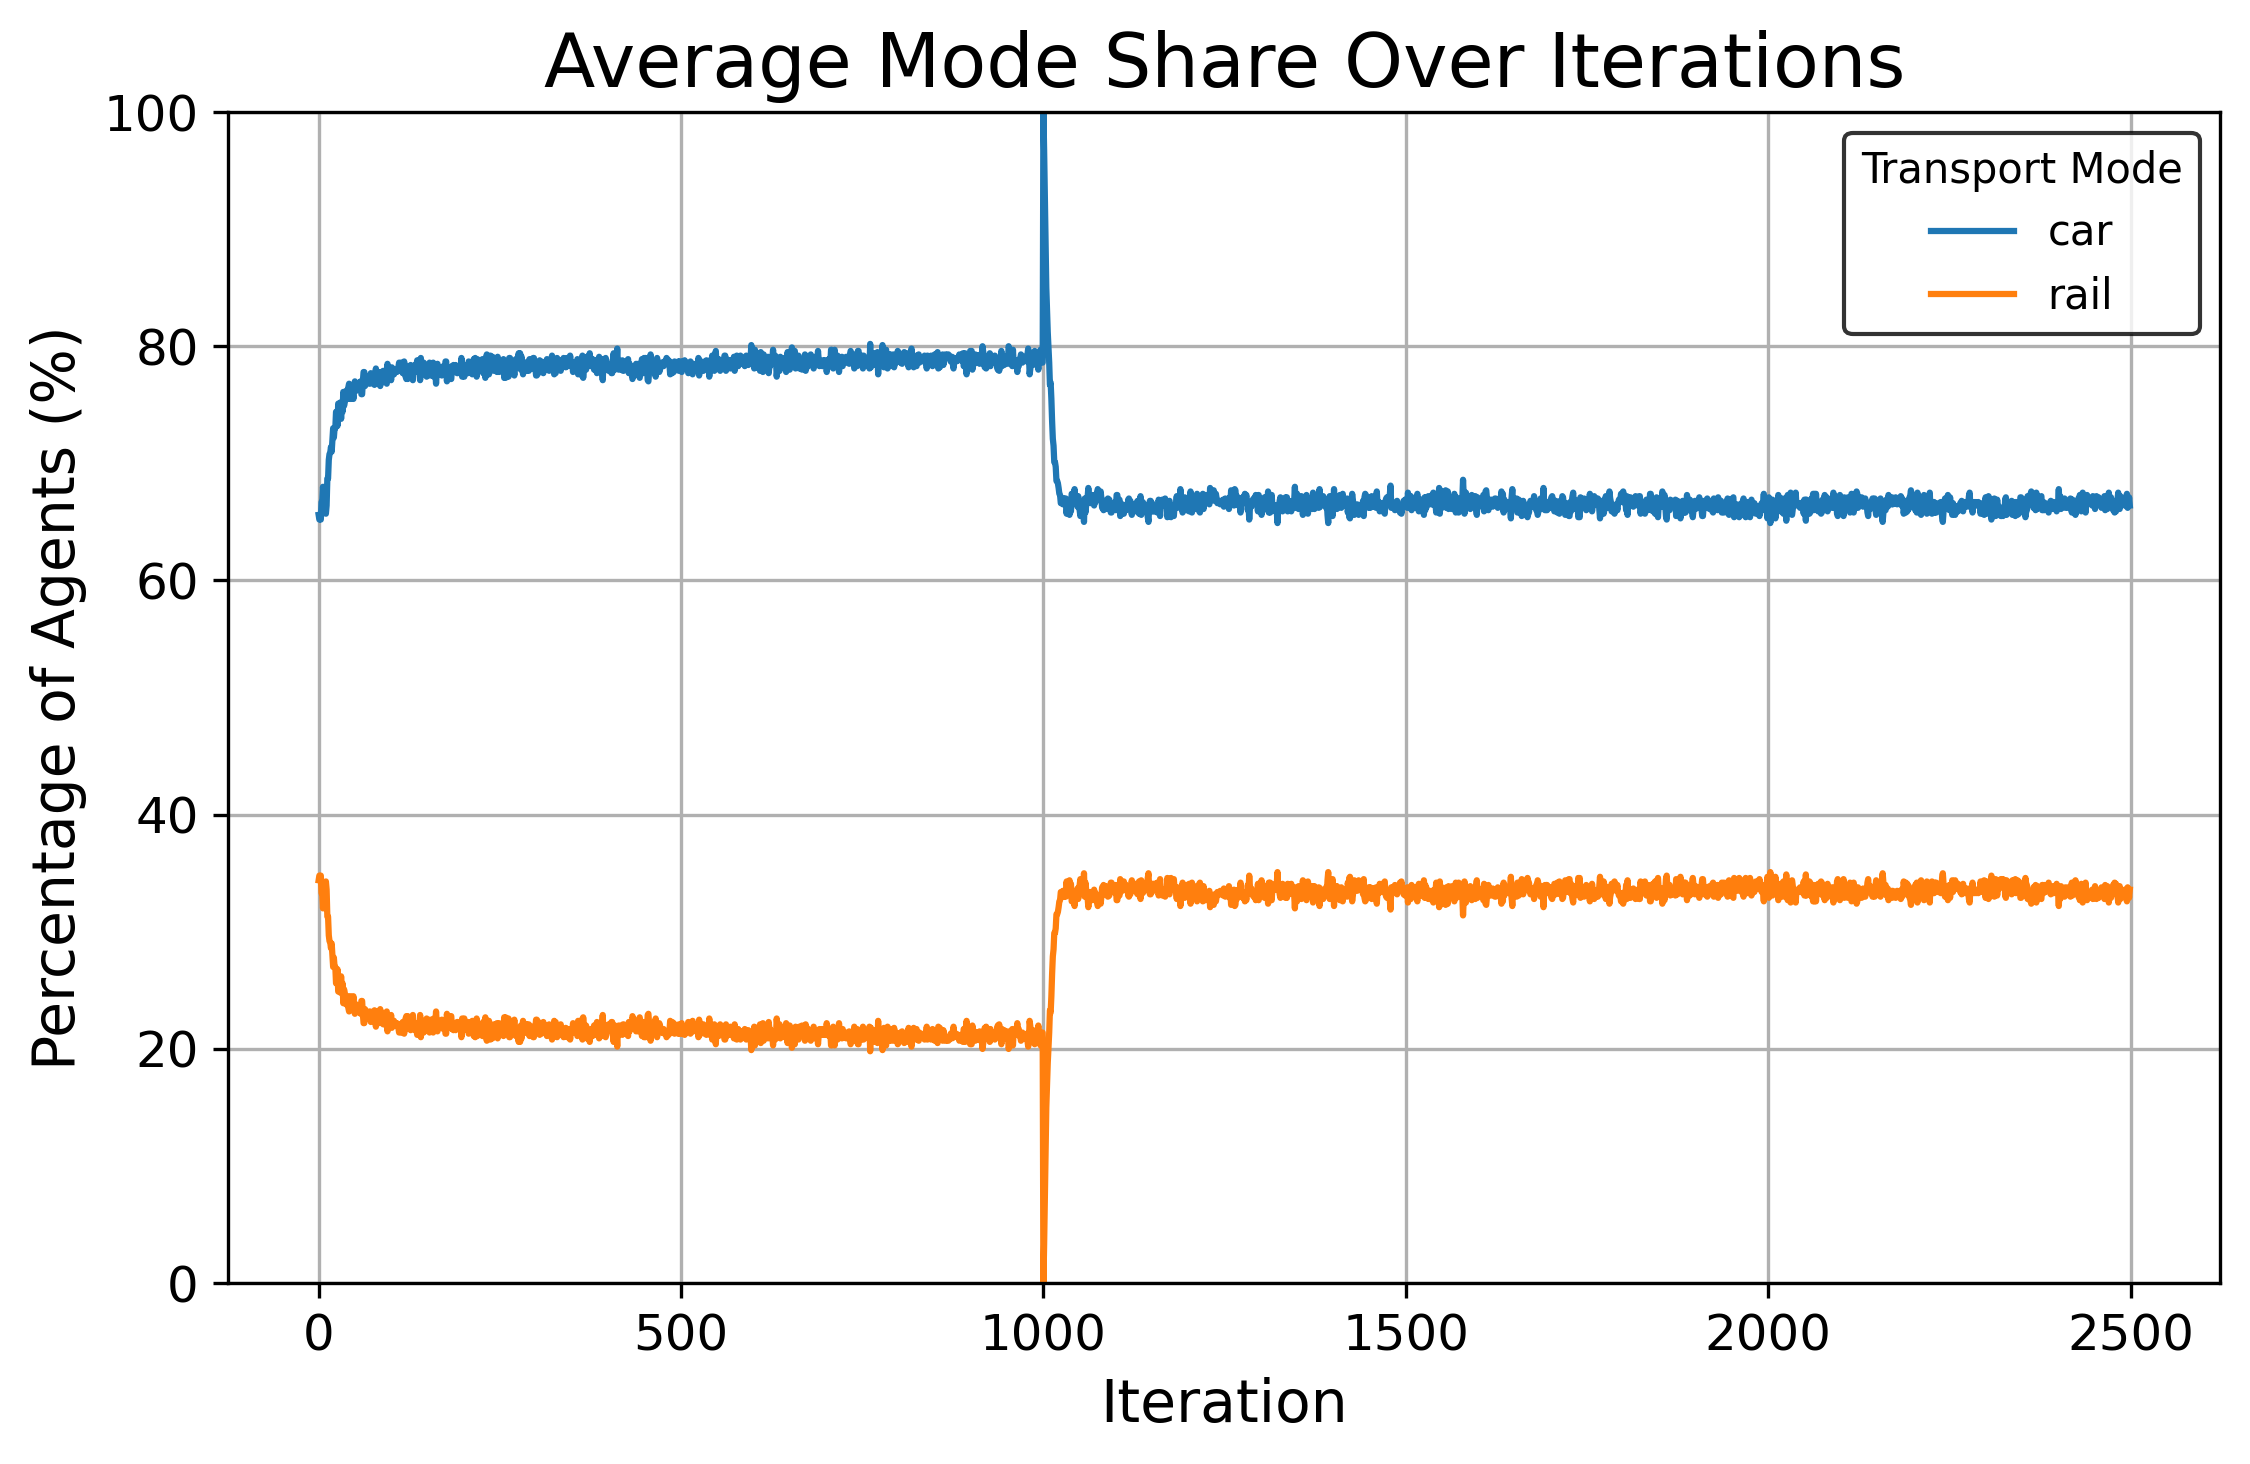 Average Mode Share Over Iterations
100
80
60
40
20
0
Percentage of Agents (%)
Transport Mode
car
rail
0 500 1000 1500 2000 2500
Iteration